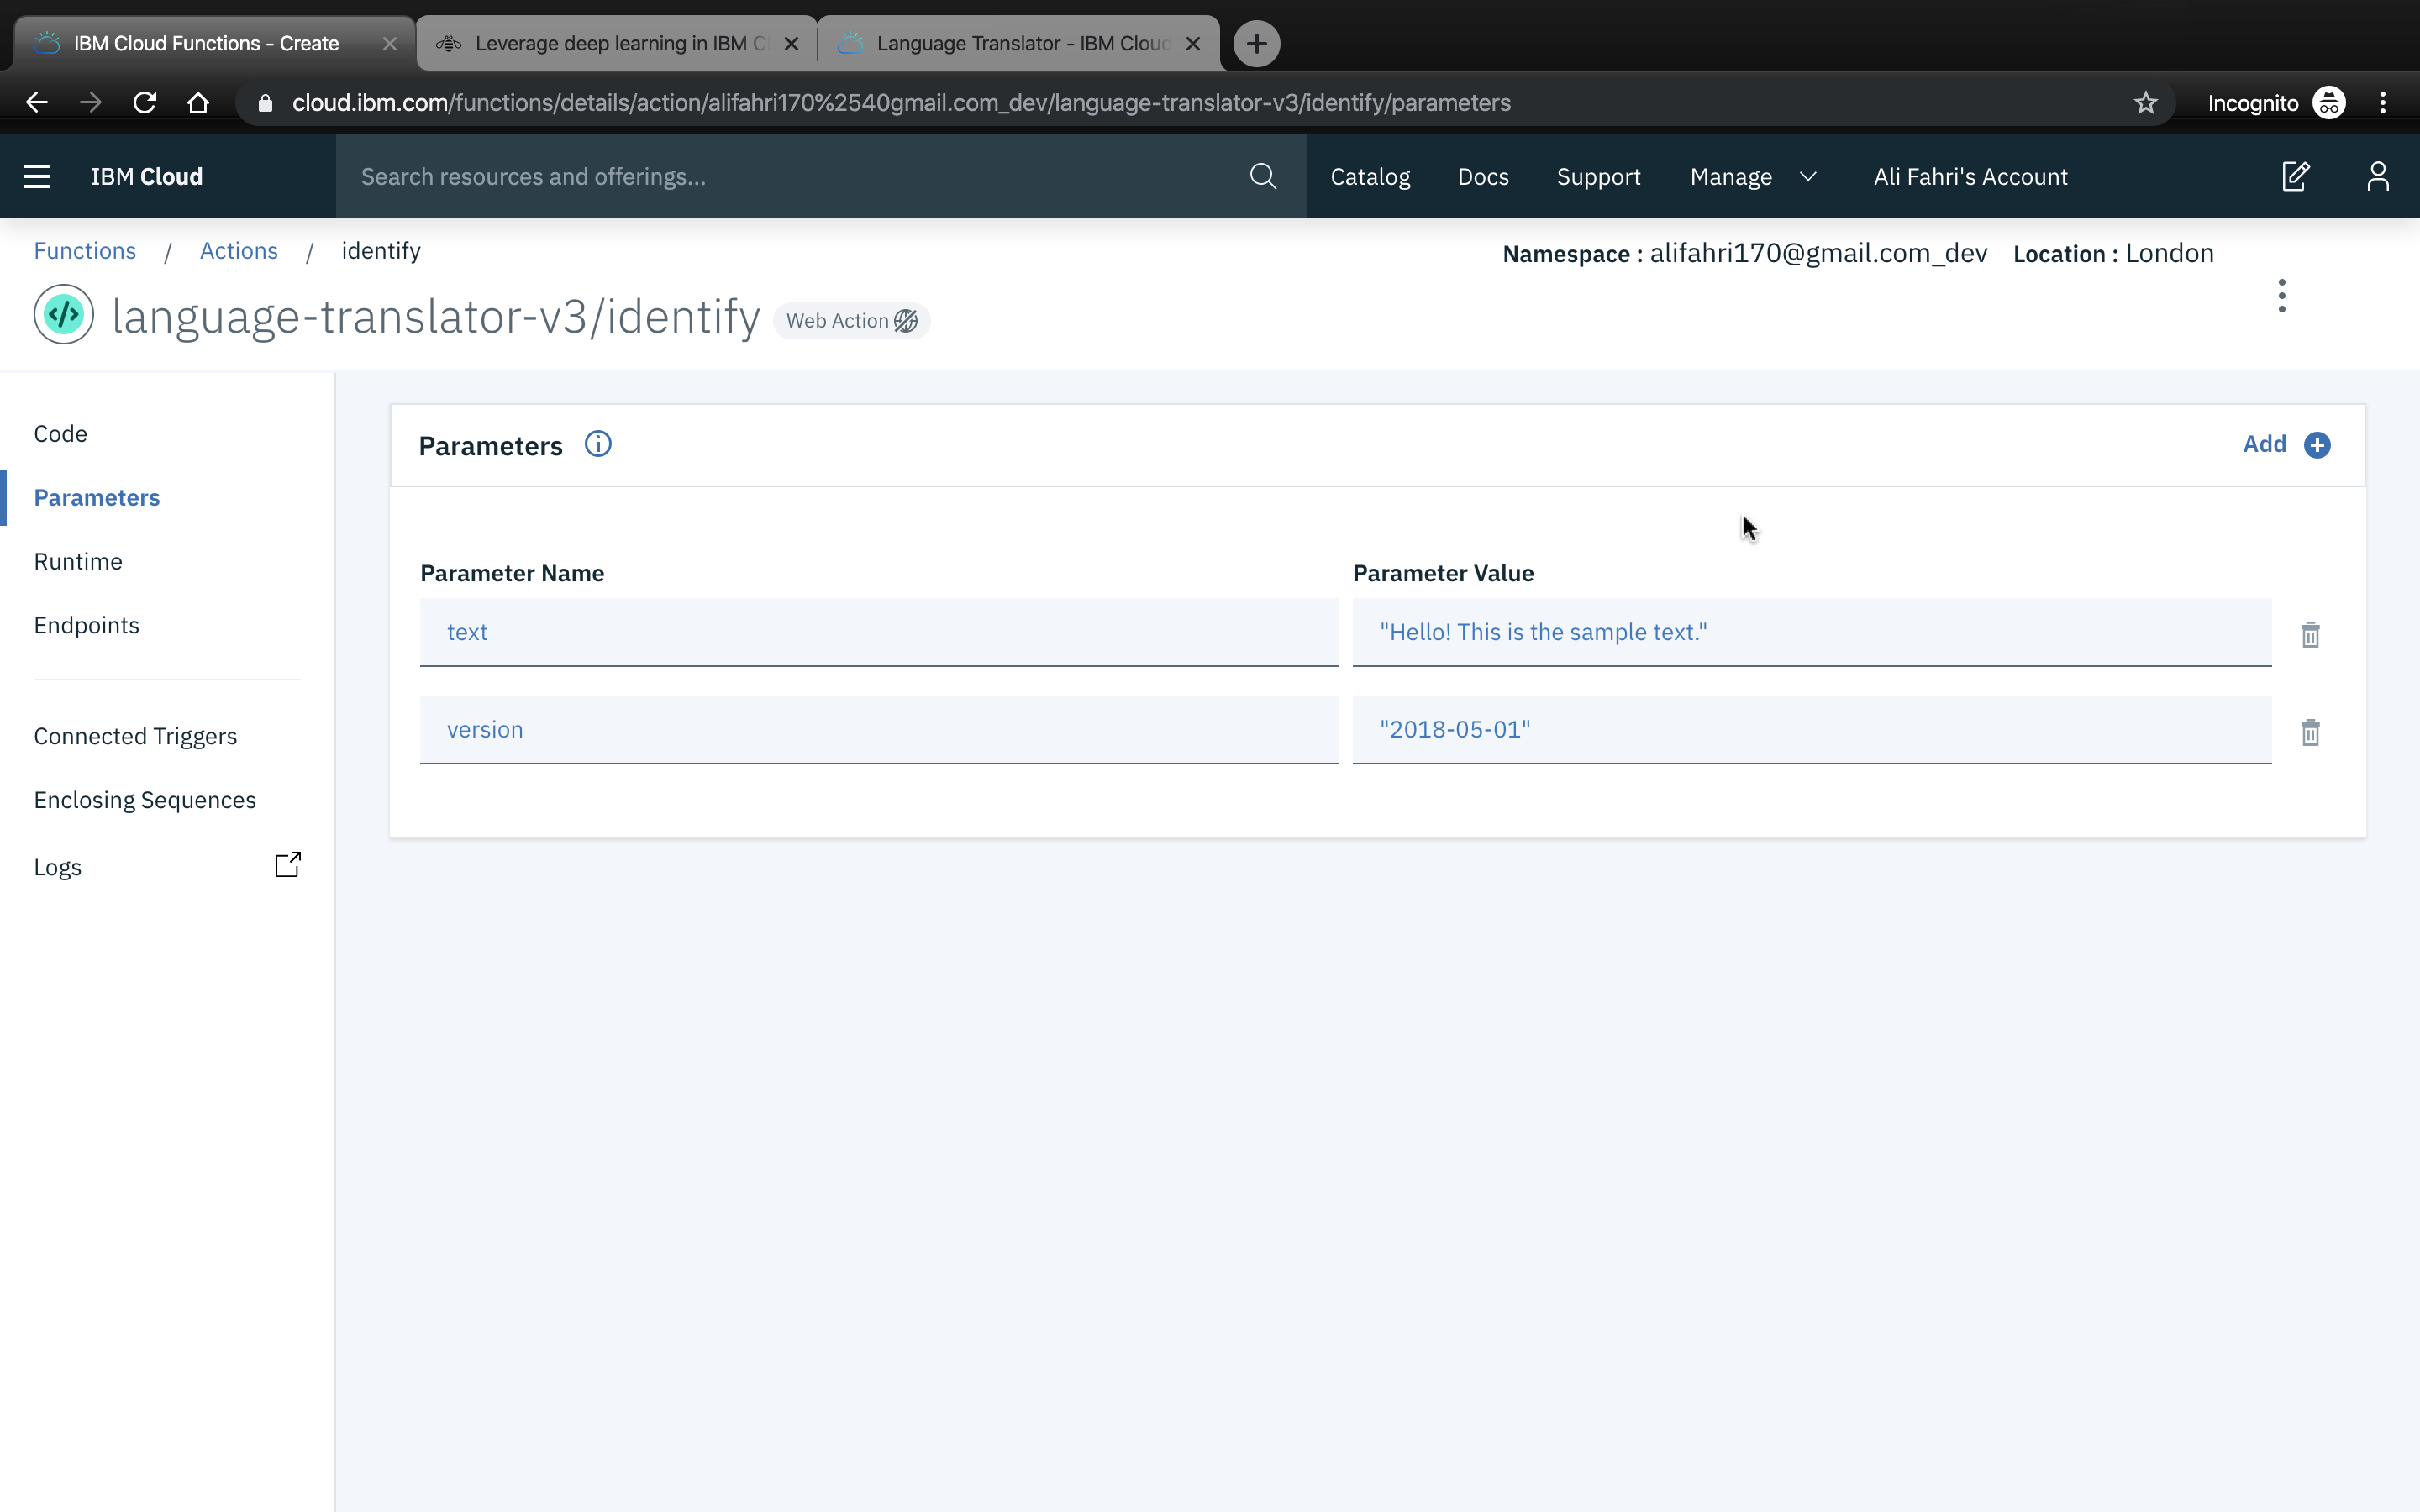 IBM Cloud Functions - Create
Leverage deep learning in IBM C
Language Translator - IBM Cloud
cloud.ibm.com/functions/details/action/alifahri170%2540gmail.com_dev/language-translator-v3/identify/parameters
Incognito
IBM Cloud
Search resources and offerings...
Catalog
Docs
Support
Manage
Ali Fahri's Account
Functions / Actions / identify
Namespace : alifahri170@gmail.com_dev Location : London
language-translator-v3/identify
Web Action
Code
Parameters
Runtime
Endpoints
Connected Triggers
Enclosing Sequences
Logs
Parameters
Add
Parameter Name
Parameter Value
text
"Hello! This is the sample text."
version
"2018-05-01"